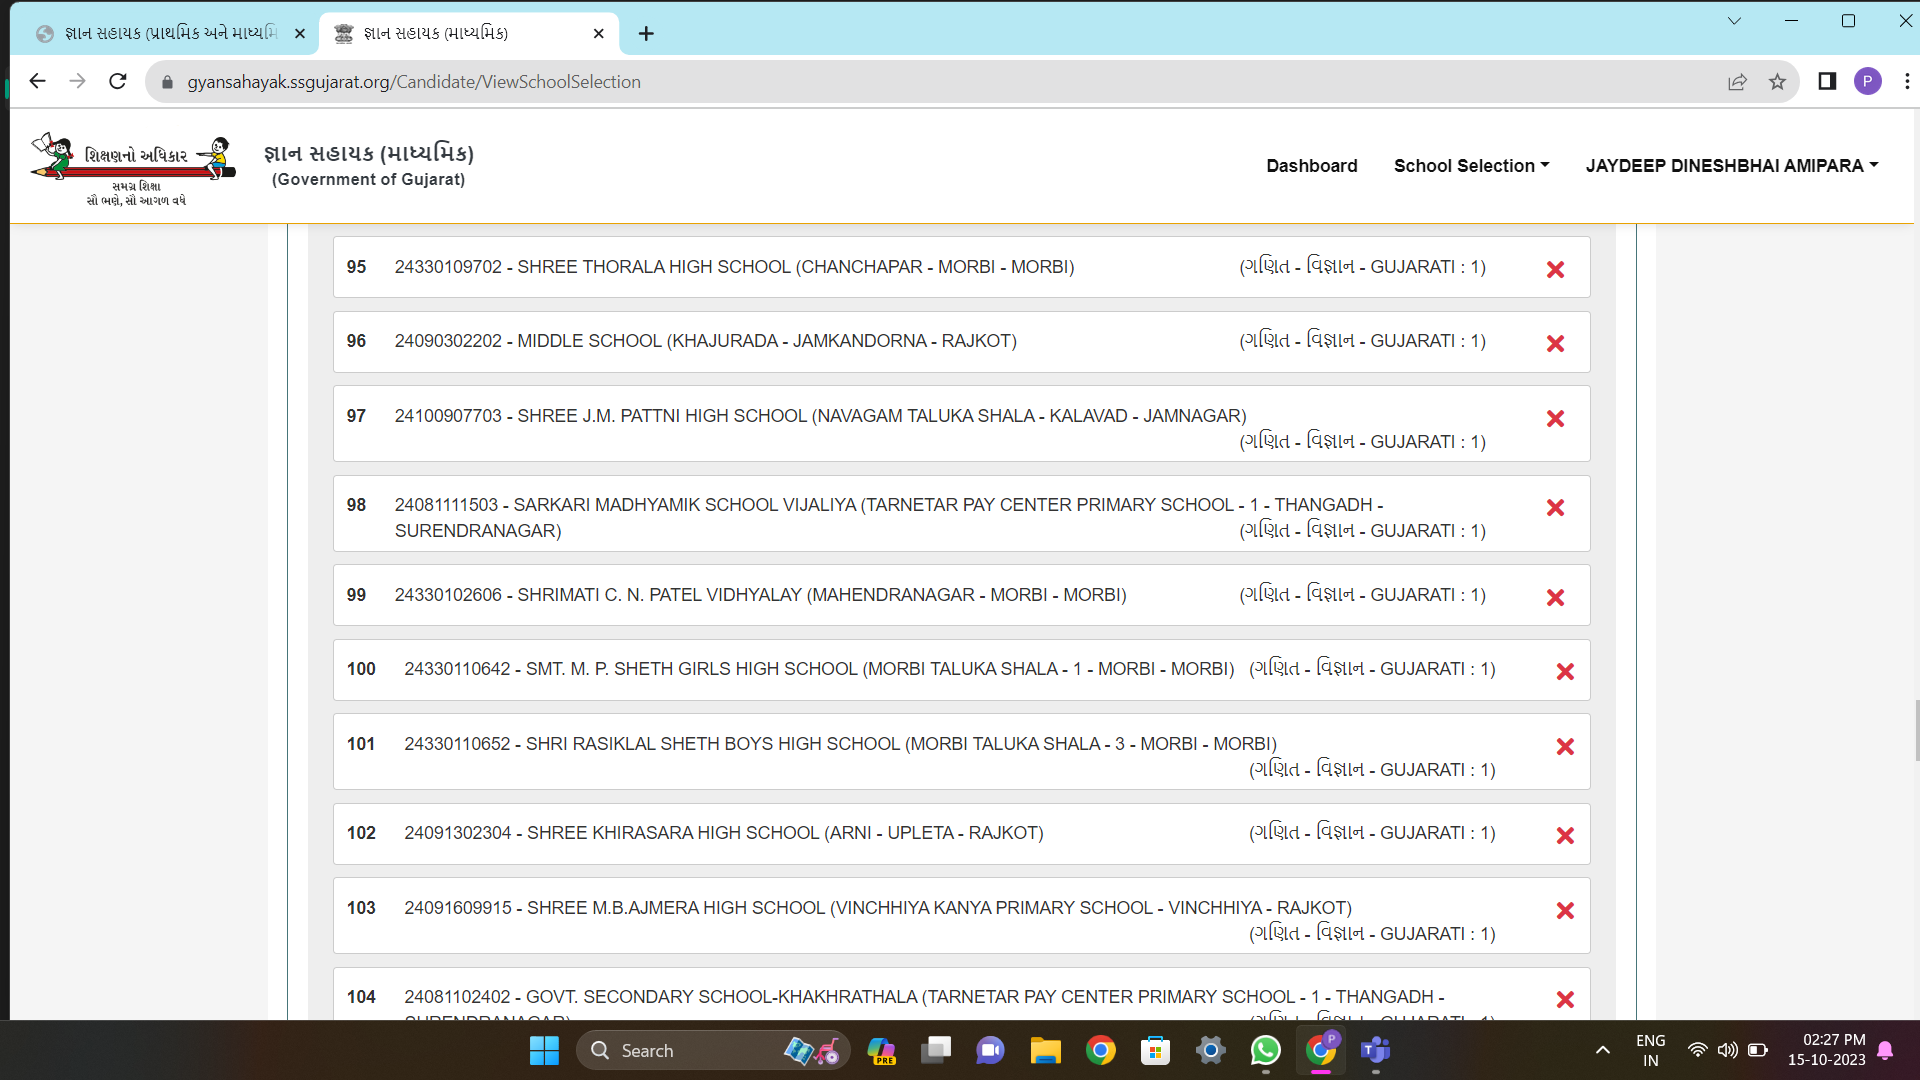 જ્ઞાન સહાયક (પ્રાથમિક અને માધ્યમિ
જ્ઞાન સહાયક (માધ્યમિક)
gyansahayak.ssgujarat.org/Candidate/ViewSchoolSelection
P
શિક્ષણનો અધિકાર
સમગ્ર શિક્ષા
સૌ ભણે, સૌ આગળ વધે
જ્ઞાન સહાયક (માધ્યમિક)
(Government of Gujarat)
Dashboard School Selection JAYDEEP DINESHBHAI AMIPARA
95 24330109702 - SHREE THORALA HIGH SCHOOL (CHANCHAPAR - MORBI - MORBI) (ગણિત - વિજ્ઞાન - GUJARATI : 1)
96 24090302202 - MIDDLE SCHOOL (KHAJURADA - JAMKANDORNA - RAJKOT) (ગણિત - વિજ્ઞાન - GUJARATI : 1)
97 24100907703 - SHREE J.M. PATTNI HIGH SCHOOL (NAVAGAM TALUKA SHALA - KALAVAD - JAMNAGAR)
(ગણિત - વિજ્ઞાન - GUJARATI : 1)
98 24081111503 - SARKARI MADHYAMIK SCHOOL VIJALIYA (TARNETAR PAY CENTER PRIMARY SCHOOL - 1 - THANGADH -
SURENDRANAGAR) (ગણિત - વિજ્ઞાન - GUJARATI : 1)
99 24330102606 - SHRIMATI C. N. PATEL VIDHYALAY (MAHENDRANAGAR - MORBI - MORBI) (ગણિત - વિજ્ઞાન - GUJARATI : 1)
100 24330110642 - SMT. M. P. SHETH GIRLS HIGH SCHOOL (MORBI TALUKA SHALA - 1 - MORBI - MORBI) (ગણિત - વિજ્ઞાન - GUJARATI : 1)
101 24330110652 - SHRI RASIKLAL SHETH BOYS HIGH SCHOOL (MORBI TALUKA SHALA - 3 - MORBI - MORBI)
(ગણિત - વિજ્ઞાન - GUJARATI : 1)
102 24091302304 - SHREE KHIRASARA HIGH SCHOOL (ARNI - UPLETA - RAJKOT) (ગણિત - વિજ્ઞાન - GUJARATI : 1)
103 24091609915 - SHREE M.B.AJMERA HIGH SCHOOL (VINCHHIYA KANYA PRIMARY SCHOOL - VINCHHIYA - RAJKOT)
(ગણિત - વિજ્ઞાન - GUJARATI : 1)
104 24081102402 - GOVT. SECONDARY SCHOOL-KHAKHRATHALA (TARNETAR PAY CENTER PRIMARY SCHOOL - 1 - THANGADH -
SURENDRANAGAR) (ગણિત - વિજ્ઞાન - GUJARATI : 1)
Search
PRE
P
ENG
IN
02:27 PM
15-10-2023